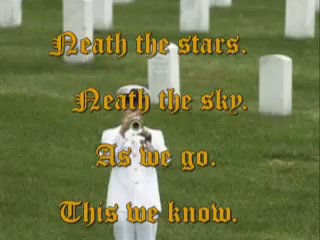 Neath the stars.
Neath the sky.
As we go.
This we know.